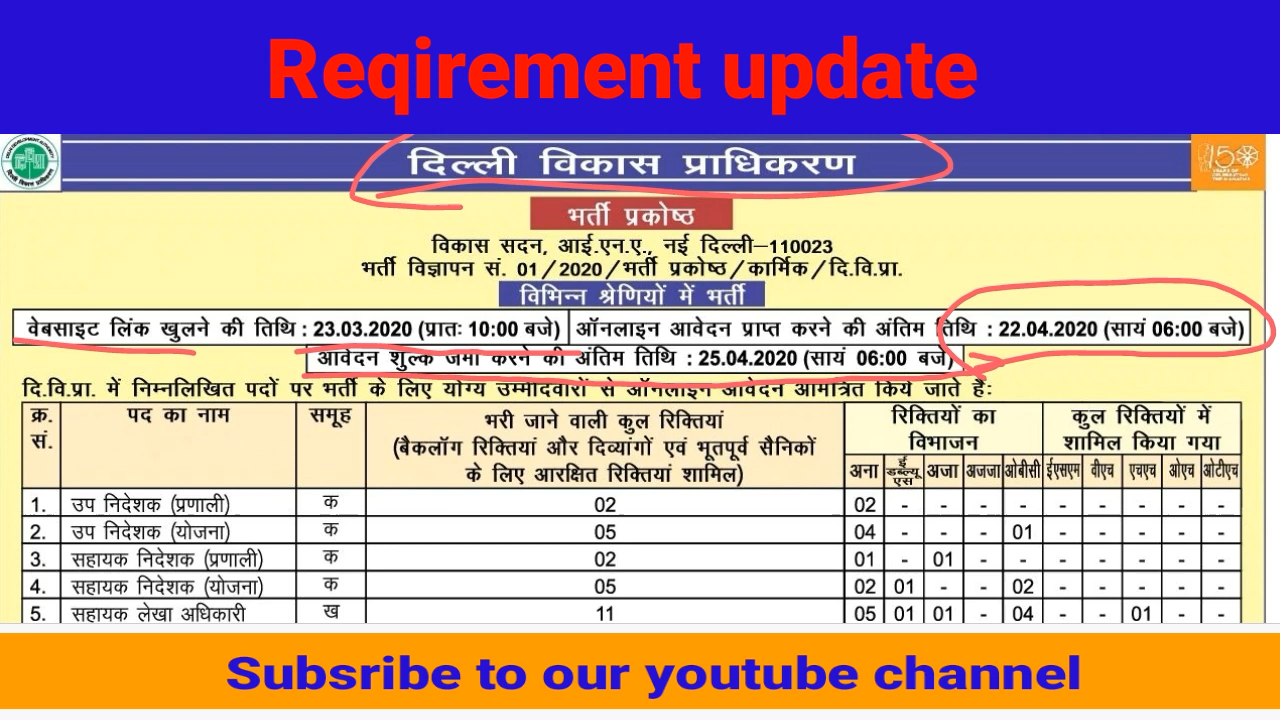 Reqirement update
दिल्ली विकास प्राधिकरण
भर्ती प्रकोष्ठ
विकास सदन, आई.एन.ए., नई दिल्ली–110023
भर्ती विज्ञापन सं. 01/2020/भर्ती प्रकोष्ठ/कार्मिक/दि.वि.प्रा.
विभिन्न श्रेणियों में भर्ती
वेबसाइट लिंक खुलने की तिथि : 23.03.2020 (प्रातः 10:00 बजे) ऑनलाइन आवेदन प्राप्त करने की अंतिम तिथि : 22.04.2020 (सायं 06:00 बजे)
आवेदन शुल्क जमा करने की अंतिम तिथि : 25.04.2020 (सायं 06:00 बजे)
दि.वि.प्रा. में निम्नलिखित पदों पर भर्ती के लिए योग्य उम्मीदवारों से ऑनलाइन आवेदन आमंत्रित किये जाते हैं:
क्र. सं. पद का नाम समूह भरी जाने वाली कुल रिक्तियां
(बैकलॉग रिक्तियां और दिव्यांगों एवं भूतपूर्व सैनिकों
के लिए आरक्षित रिक्तियां शामिल)
रिक्तियों का
विभाजन
कुल रिक्तियों में
शामिल किया गया
अना ई डब्ल्यू एस अजा अजजा ओबीसी ईएसएम वीएच एचएच ओएच ओटीएच
1. उप निदेशक (प्रणाली) क 02 02 - - - - - - - - -
2. उप निदेशक (योजना) क 05 04 - - - 01 - - - - -
3. सहायक निदेशक (प्रणाली) क 02 01 - 01 - - - - - - -
4. सहायक निदेशक (योजना) क 05 02 01 - - 02 - - - - -
5. सहायक लेखा अधिकारी ख 11 05 01 01 - 04 - - 01 - -
Subsribe to our youtube channel